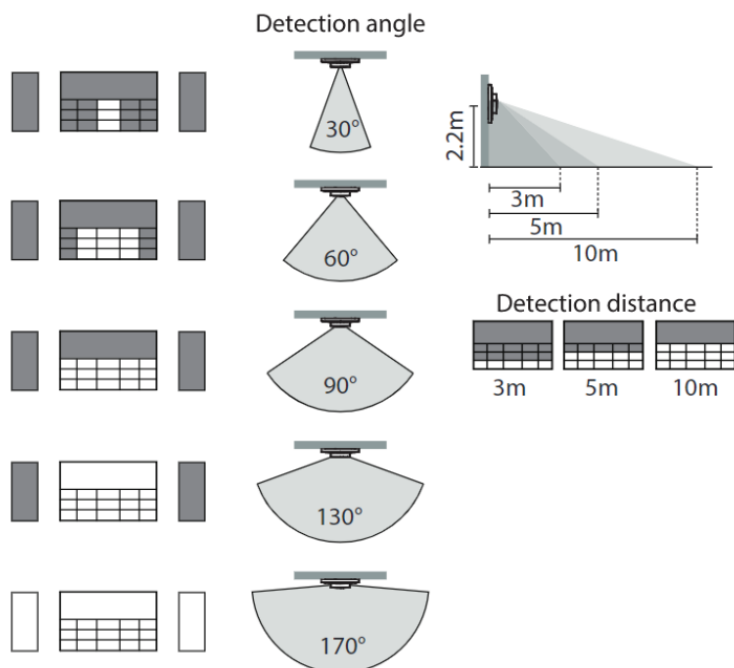 Detection angle
30°
60°
90°
130°
170°
2.2m
3m
5m
10m
Detection distance
3m 5m 10m